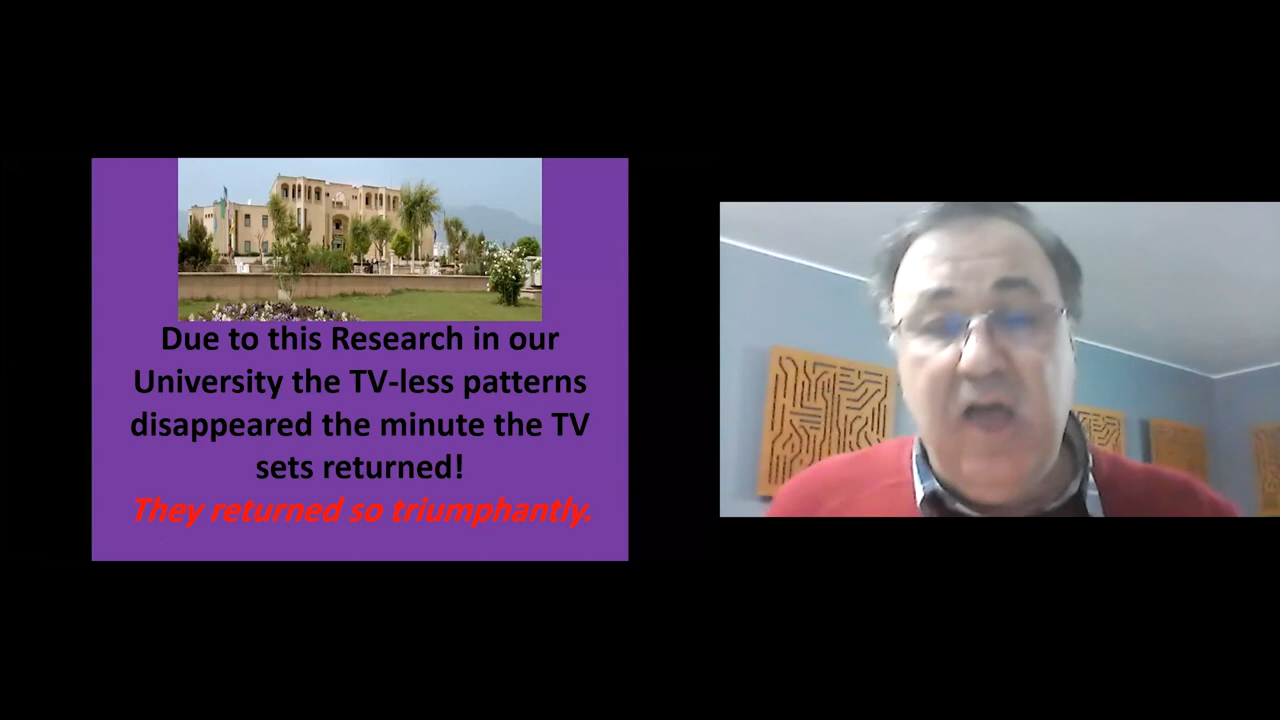 Due to this Research in our
University the TV-less patterns
disappeared the minute the TV
sets returned!
They returned so triumphantly.